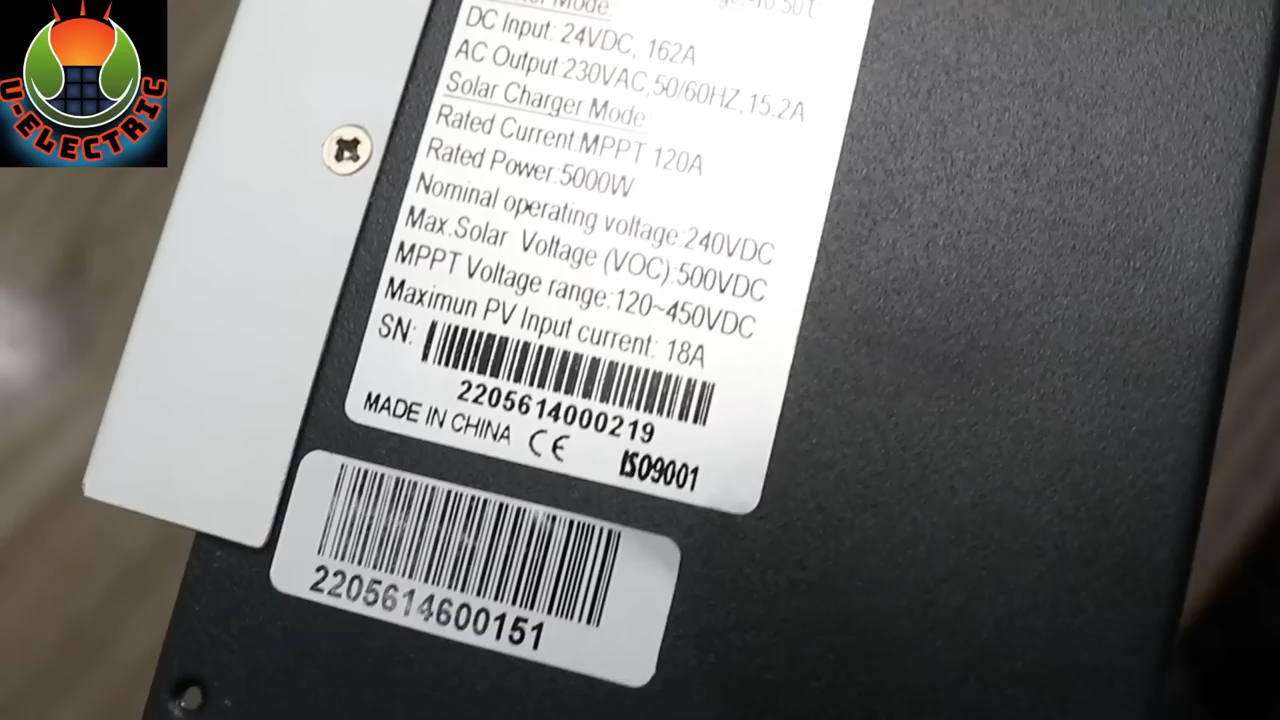 U-ELECTRIC
Mode
DC Input: 24VDC, 162A
AC Output:230VAC,50/60HZ,15.2A
Solar Charger Mode
Rated Current:MPPT 120A
Rated Power:5000W
Nominal operating voltage:240VDC
Max.Solar Voltage (VOC):500VDC
MPPT Voltage range:120~450VDC
Maximun PV Input current: 18A
SN:
2205614000219
MADE IN CHINA CE ISO9001
2205614600151